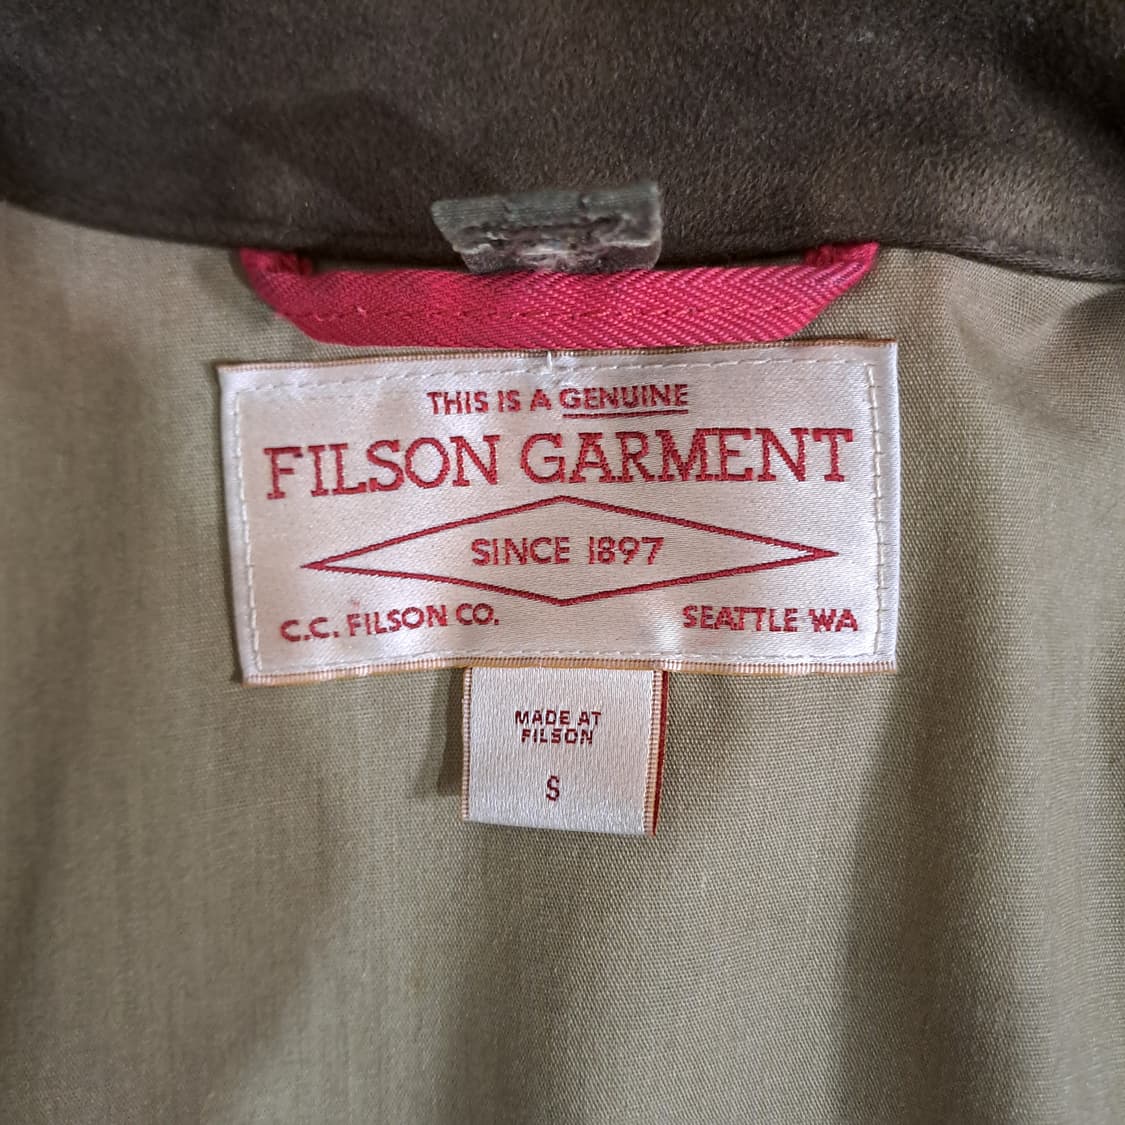 THIS IS A GENUINE
FILSON GARMENT
SINCE 1897
C.C. FILSON CO. SEATTLE WA
MADE AT
FILSON
S